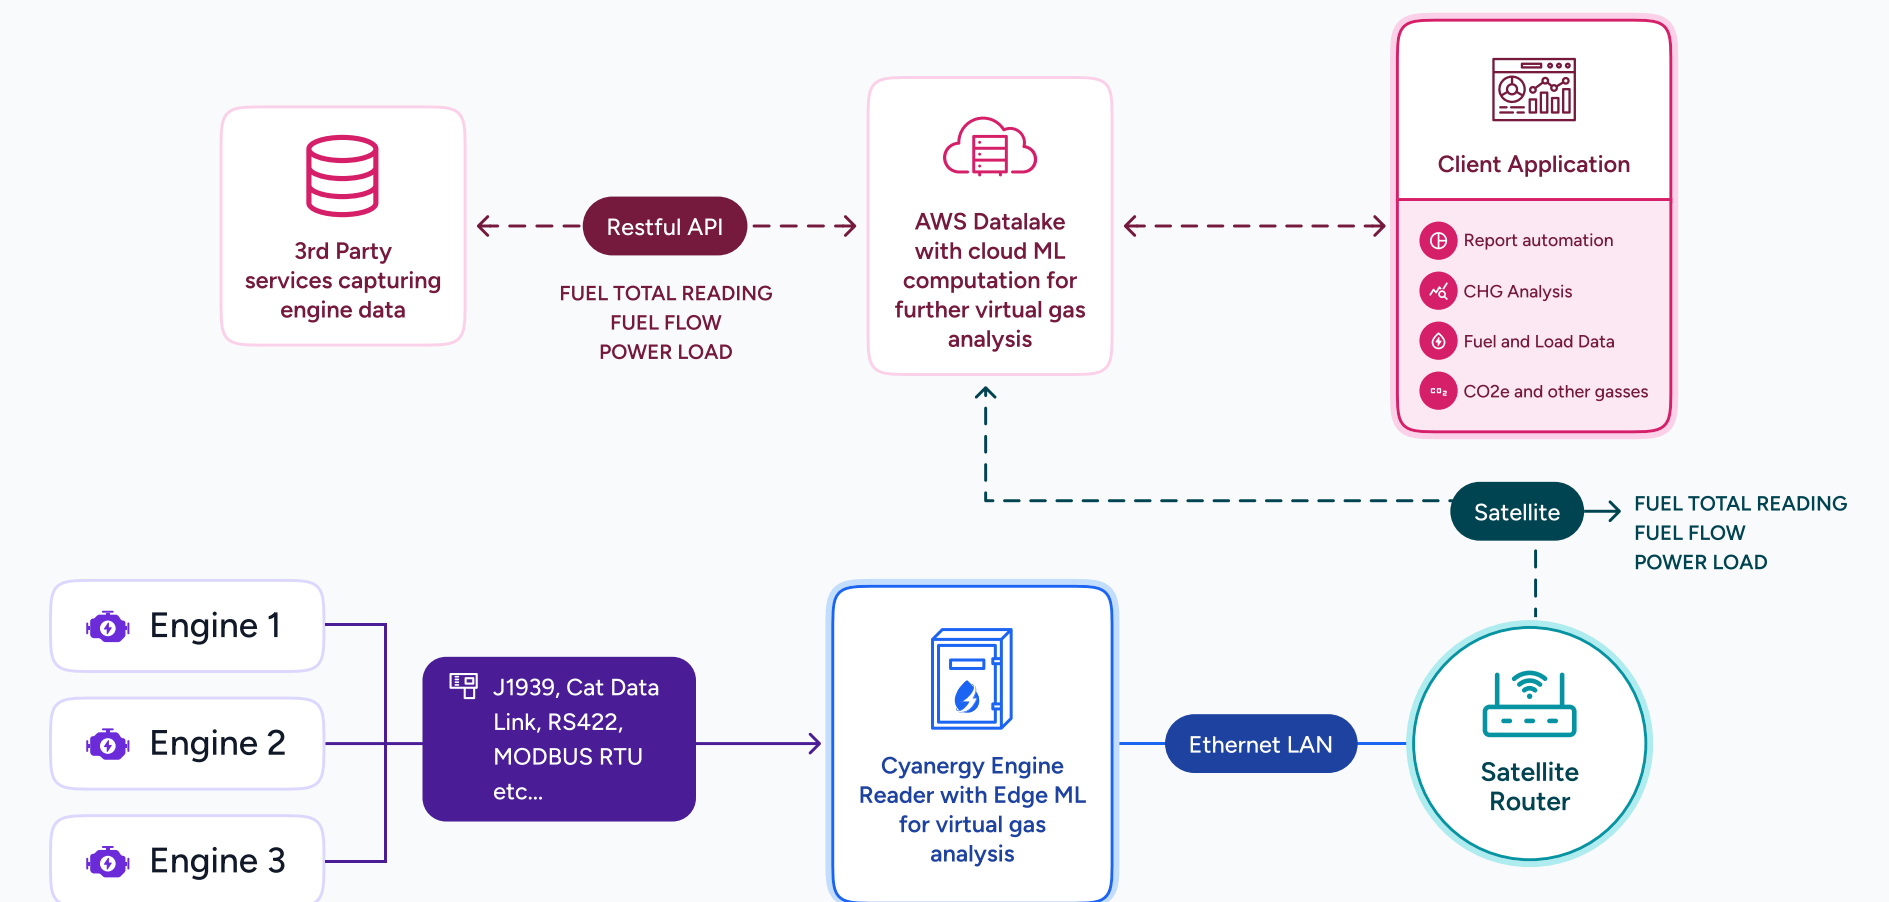 3rd Party
services capturing
engine data
Restful API
FUEL TOTAL READING
FUEL FLOW
POWER LOAD
AWS Datalake
with cloud ML
computation for
further virtual gas
analysis
Client Application
Report automation
CHG Analysis
Fuel and Load Data
CO2
CO2e and other gasses
Satellite
FUEL TOTAL READING
FUEL FLOW
POWER LOAD
Engine 1
Engine 2
Engine 3
J1939, Cat Data
Link, RS422,
MODBUS RTU
etc...
Cyanergy Engine
Reader with Edge ML
for virtual gas
analysis
Ethernet LAN
Satellite
Router